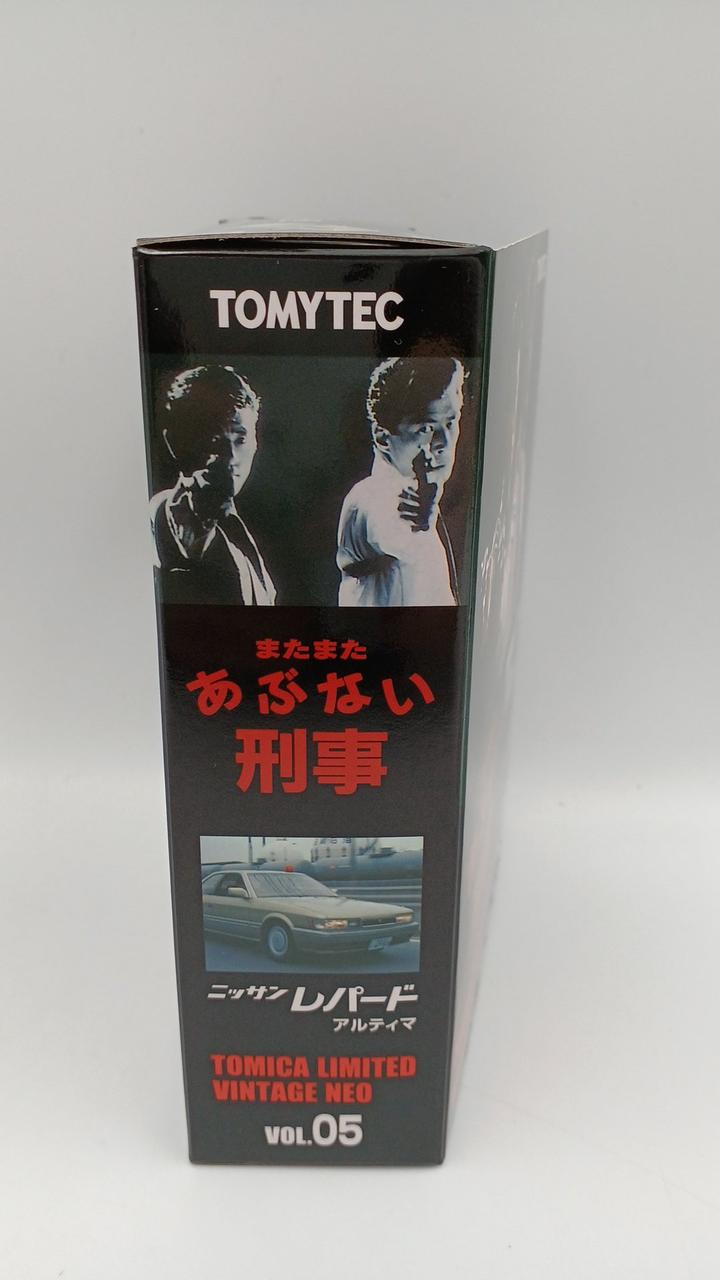 TOMYTEC
またまた
あぶない
刑事
ニッサン レパード
アルティマ
TOMICA LIMITED
VINTAGE NEO
VOL.05